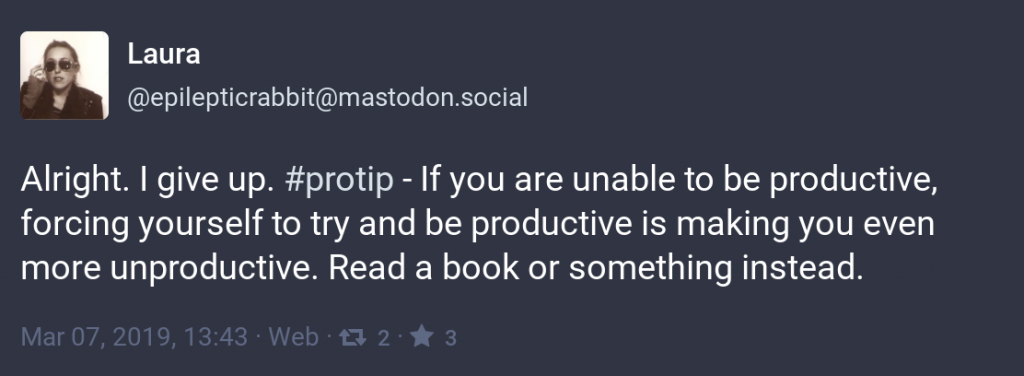 Laura
@epilepticrabbit@mastodon.social
Alright. I give up. #protip - If you are unable to be productive,
forcing yourself to try and be productive is making you even
more unproductive. Read a book or something instead.
Mar 07, 2019, 13:43 · Web · 2 · 3